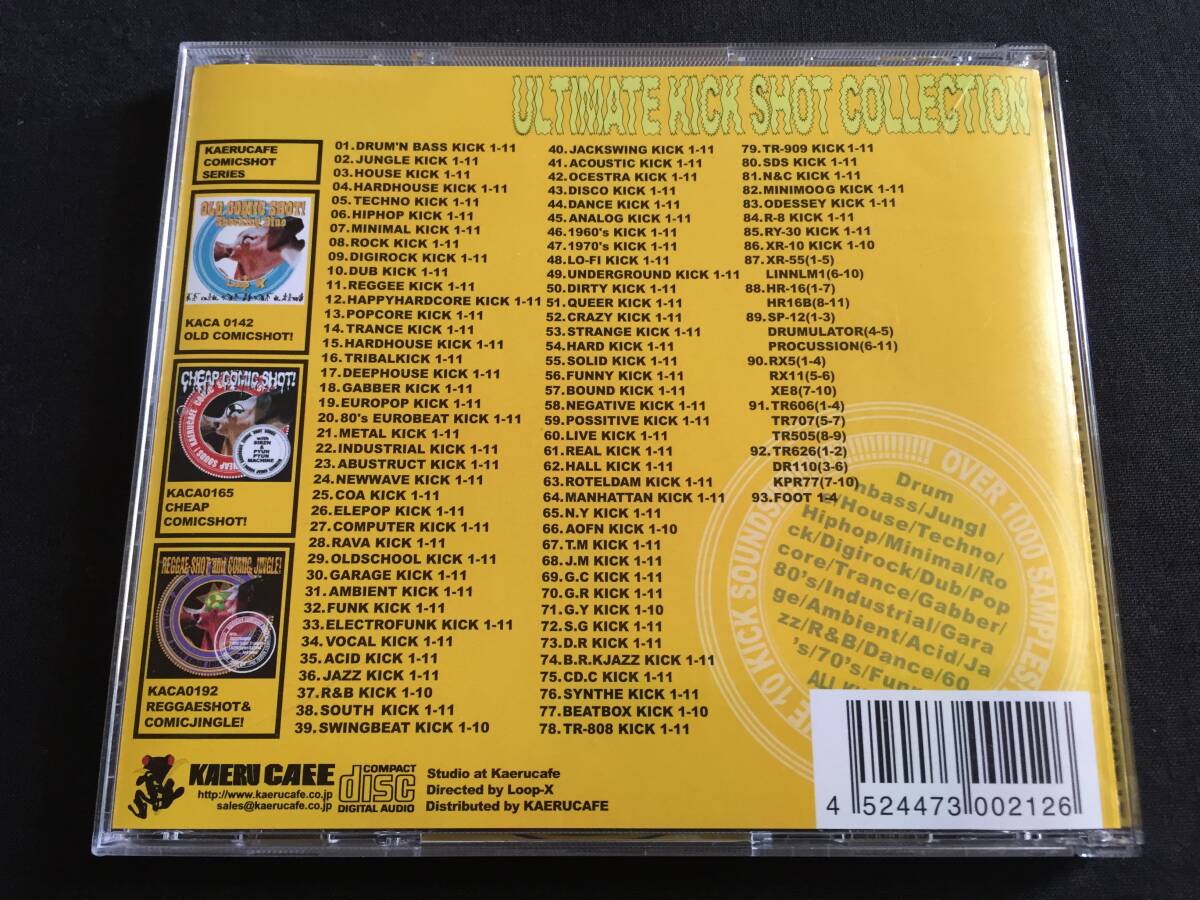 ULTIMATE KICK SHOT COLLECTION
KAERUCAFE
COMICSHOT
SERIES
OLD COMIC SHOT!
Loop-X
KACA 0142
OLD COMICSHOT!
CHEAP COMIC SHOT!
with
SIREN
&
PYUN
PYUN
MACHINE
KACA0165
CHEAP
COMICSHOT!
REGGAE SHOT and COMIC JINGLE!
KACA0192
REGGAESHOT&
COMICJINGLE!
01.DRUM'N BASS KICK 1-11
02.JUNGLE KICK 1-11
03.HOUSE KICK 1-11
04.HARDHOUSE KICK 1-11
05.TECHNO KICK 1-11
06.HIPHOP KICK 1-11
07.MINIMAL KICK 1-11
08.ROCK KICK 1-11
09.DIGIROCK KICK 1-11
10.DUB KICK 1-11
11.REGGEE KICK 1-11
12.HAPPYHARDCORE KICK 1-11
13.POPCORE KICK 1-11
14.TRANCE KICK 1-11
15.HARDHOUSE KICK 1-11
16.TRIBALKICK 1-11
17.DEEPHOUSE KICK 1-11
18.GABBER KICK 1-11
19.EUROPOP KICK 1-11
20.80's EUROBEAT KICK 1-11
21.METAL KICK 1-11
22.INDUSTRIAL KICK 1-11
23.ABUSTRUCT KICK 1-11
24.NEWWAVE KICK 1-11
25.COA KICK 1-11
26.ELEPOP KICK 1-11
27.COMPUTER KICK 1-11
28.RAVA KICK 1-11
29.OLDSCHOOL KICK 1-11
30.GARAGE KICK 1-11
31.AMBIENT KICK 1-11
32.FUNK KICK 1-11
33.ELECTROFUNK KICK 1-11
34.VOCAL KICK 1-11
35.ACID KICK 1-11
36.JAZZ KICK 1-11
37.R&B KICK 1-10
38.SOUTH KICK 1-11
39.SWINGBEAT KICK 1-10
40.JACKSWING KICK 1-11
41.ACOUSTIC KICK 1-11
42.OCESTRA KICK 1-11
43.DISCO KICK 1-11
44.DANCE KICK 1-11
45.ANALOG KICK 1-11
46.1960's KICK 1-11
47.1970's KICK 1-11
48.LO-FI KICK 1-11
49.UNDERGROUND KICK 1-11
50.DIRTY KICK 1-11
51.QUEER KICK 1-11
52.CRAZY KICK 1-11
53.STRANGE KICK 1-11
54.HARD KICK 1-11
55.SOLID KICK 1-11
56.FUNNY KICK 1-11
57.BOUND KICK 1-11
58.NEGATIVE KICK 1-11
59.POSSITIVE KICK 1-11
60.LIVE KICK 1-11
61.REAL KICK 1-11
62.HALL KICK 1-11
63.ROTELDAM KICK 1-11
64.MANHATTAN KICK 1-11
65.N.Y KICK 1-11
66.AOFN KICK 1-10
67.T.M KICK 1-11
68.J.M KICK 1-11
69.G.C KICK 1-11
70.G.R KICK 1-11
71.G.Y KICK 1-10
72.S.G KICK 1-11
73.D.R KICK 1-11
74.B.R.KJAZZ KICK 1-11
75.CD.C KICK 1-11
76.SYNTHE KICK 1-11
77.BEATBOX KICK 1-11
78.TR-808 KICK 1-11
79.TR-909 KICK 1-11
80.SDS KICK 1-11
81.N&C KICK 1-11
82.MINIMOOG KICK 1-11
83.ODESSEY KICK 1-11
84.R-8 KICK 1-11
85.RY-30 KICK 1-11
86.XR-10 KICK 1-10
87.XR-55(1-5)
LINNLM1(6-10)
88.HR-16(1-7)
HR16B(8-11)
89.SP-12(1-3)
DRUMULATOR(4-5)
PROCUSSION(6-11)
90.RX5(1-4)
RX11(5-6)
XE8(7-10)
91.TR606(1-4)
TR707(5-7)
TR505(8-9)
92.TR626(1-2)
DR110(3-6)
KPR77(7-10)
93.FOOT 1-4
10 KICK SOUNDS
OVER 1000 SAMPLES!
Drum
nbass/Jungl
e/House/Techno/
Hiphop/Minimal/Ro
ck/Digirock/Dub/Pop
core/Trance/Gabber/
80's/Industrial/Gara
ge/Ambient/Acid/Ja
zz/R&B/Dance/60
's/70's/Funn
KAERU CAFE
http://www.kaerucafe.co.jp
sales@kaerucafe.co.jp
COMPACT
disc
DIGITAL AUDIO
Studio at Kaerucafe
Directed by Loop-X
Distributed by KAERUCAFE
4 524473 002126